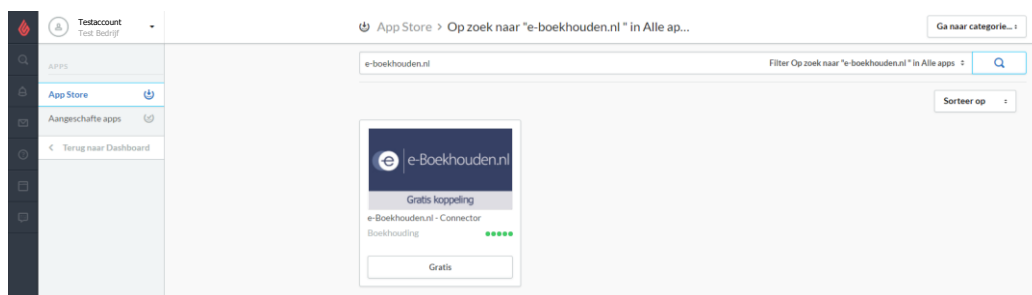 Testaccount
Test Bedrijf
App Store > Op zoek naar "e-boekhouden.nl " in Alle ap...
Ga naar categorie...
APPS
e-boekhouden.nl
Filter Op zoek naar "e-boekhouden.nl " in Alle apps
App Store
Sorteer op
Aangeschafte apps
< Terug naar Dashboard
e e-Boekhouden.nl
Gratis koppeling
e-Boekhouden.nl - Connector
Boekhouding
Gratis